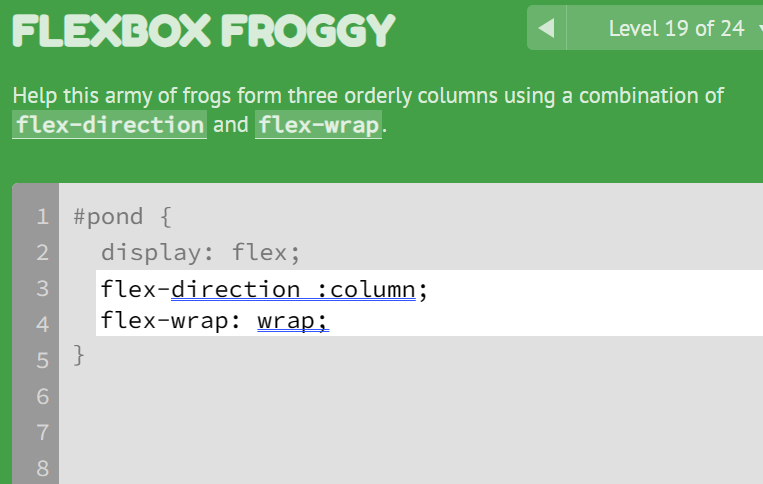 FLEXBOX FROGGY
Level 19 of 24
Help this army of frogs form three orderly columns using a combination of
flex-direction and flex-wrap.
1 #pond {
2 display: flex;
3 flex-direction :column;
4 flex-wrap: wrap;
5 }
6
7
8